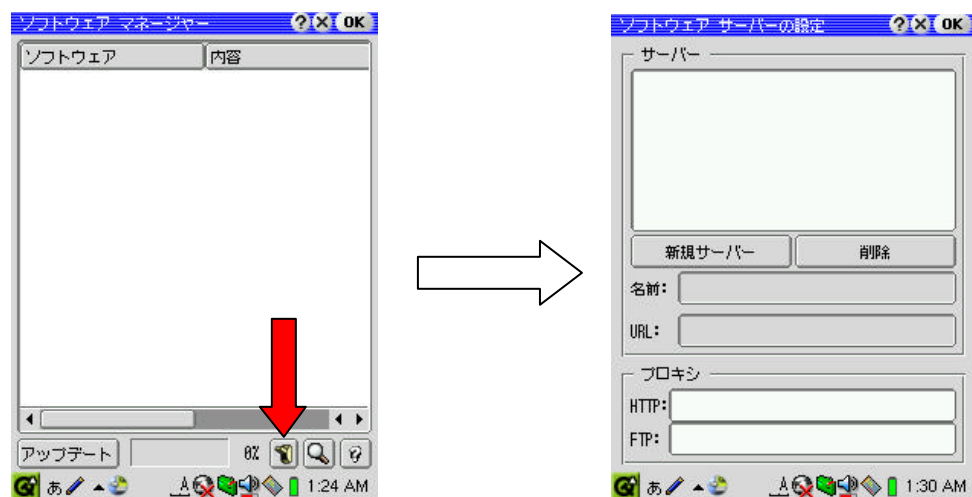 ソフトウェア マネージャー ? × OK
ソフトウェア 内容
アップデート 0% ?
あ A 1:24 AM
ソフトウェア サーバーの設定 ? × OK
サーバー
新規サーバー 削除
名前:
URL:
プロキシ
HTTP:
FTP:
あ A 1:30 AM